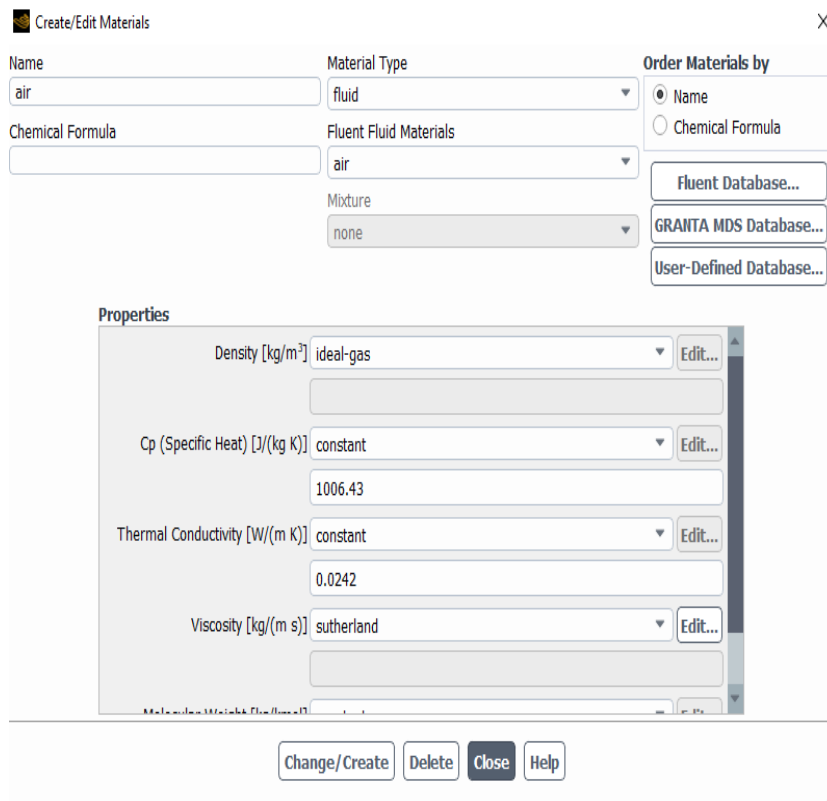 Create/Edit Materials
Name
Material Type
Order Materials by
air
fluid
Name
Chemical Formula
Chemical Formula
Fluent Fluid Materials
air
Fluent Database...
Mixture
none
GRANTA MDS Database...
User-Defined Database...
Properties
Density [kg/m³] ideal-gas Edit...
Cp (Specific Heat) [J/(kg K)] constant Edit...
1006.43
Thermal Conductivity [W/(m K)] constant Edit...
0.0242
Viscosity [kg/(m s)] sutherland Edit...
Change/Create Delete Close Help